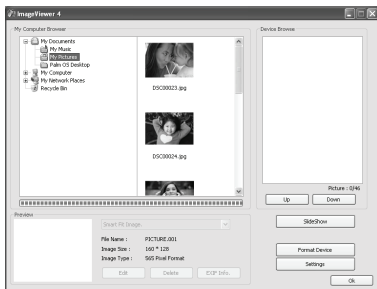 ImageViewer 4
My Computer Browser
My Documents
My Music
My Pictures
Palm OS Desktop
My Computer
My Network Places
Recycle Bin
DSC00023.jpg
DSC00024.jpg
Device Browse
Picture : 0/46
Up
Down
Preview
Smart Fit Image
File Name : PICTURE.001
Image Size : 160 * 128
Image Type : 565 Pixel Format
Edit
Delete
EXIF Info.
SlideShow
Format Device
Settings
Ok